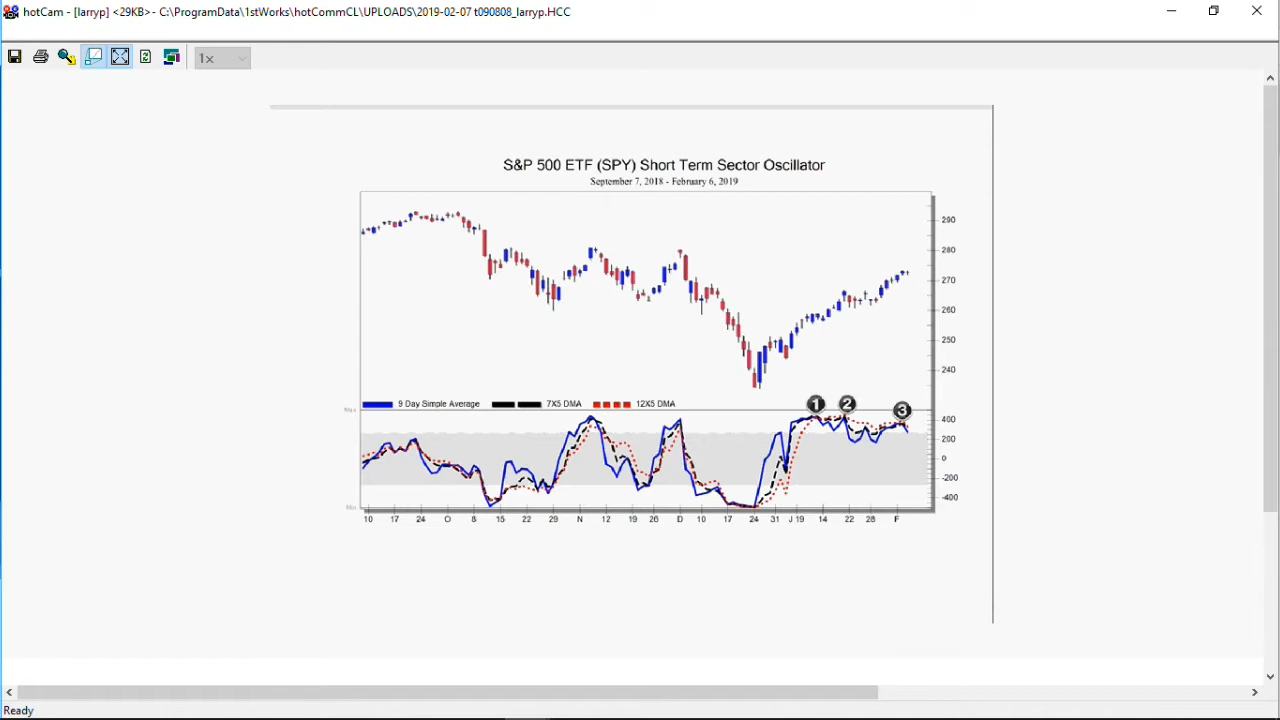 hotCam - [larryp] <29KB>- C:\ProgramData\1stWorks\hotCommCL\UPLOADS\2019-02-07 t090808_larryp.HCC
1x
S&P 500 ETF (SPY) Short Term Sector Oscillator
September 7, 2018 - February 6, 2019
290
280
270
260
250
240
9 Day Simple Average 7X5 DMA 12X5 DMA
1 2 3
Max
400
200
0
-200
-400
Min
10 17 24 O 8 15 22 29 N 12 19 26 D 10 17 24 31 J 19 14 22 28 F
Ready